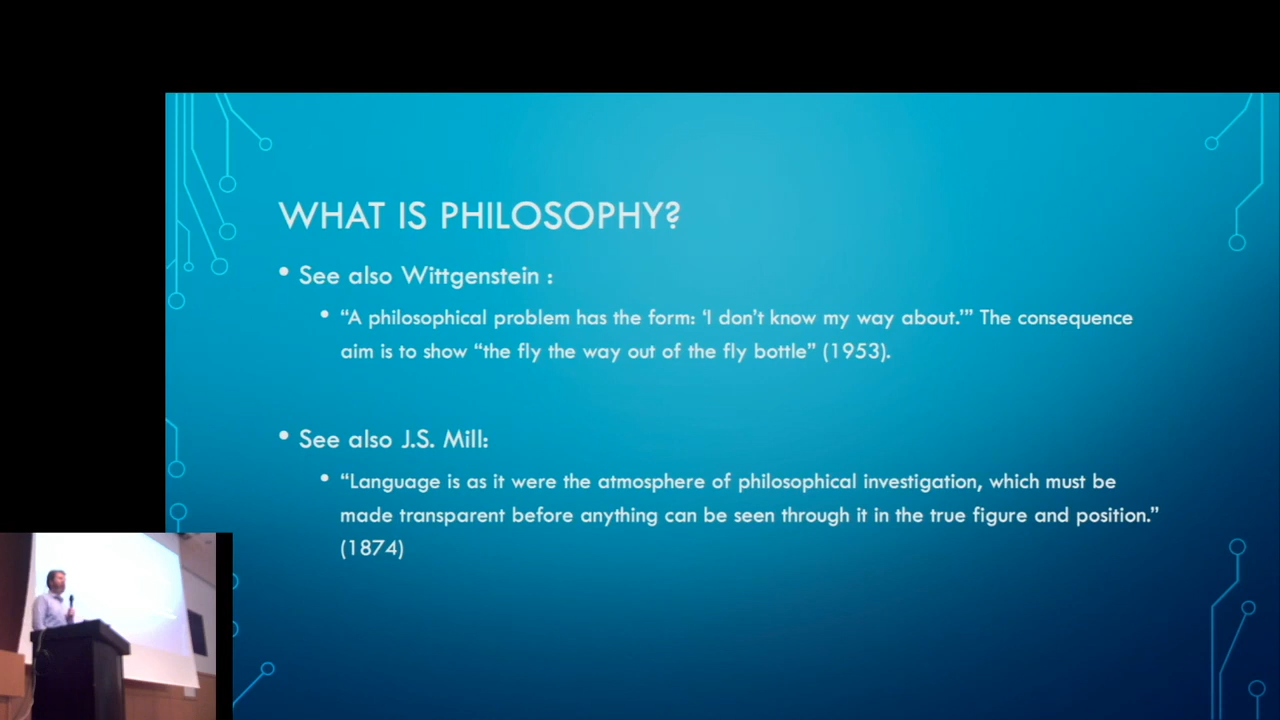 WHAT IS PHILOSOPHY?
• See also Wittgenstein :
• “A philosophical problem has the form: ‘I don’t know my way about.’” The consequence
aim is to show “the fly the way out of the fly bottle” (1953).
• See also J.S. Mill:
• “Language is as it were the atmosphere of philosophical investigation, which must be
made transparent before anything can be seen through it in the true figure and position.”
(1874)